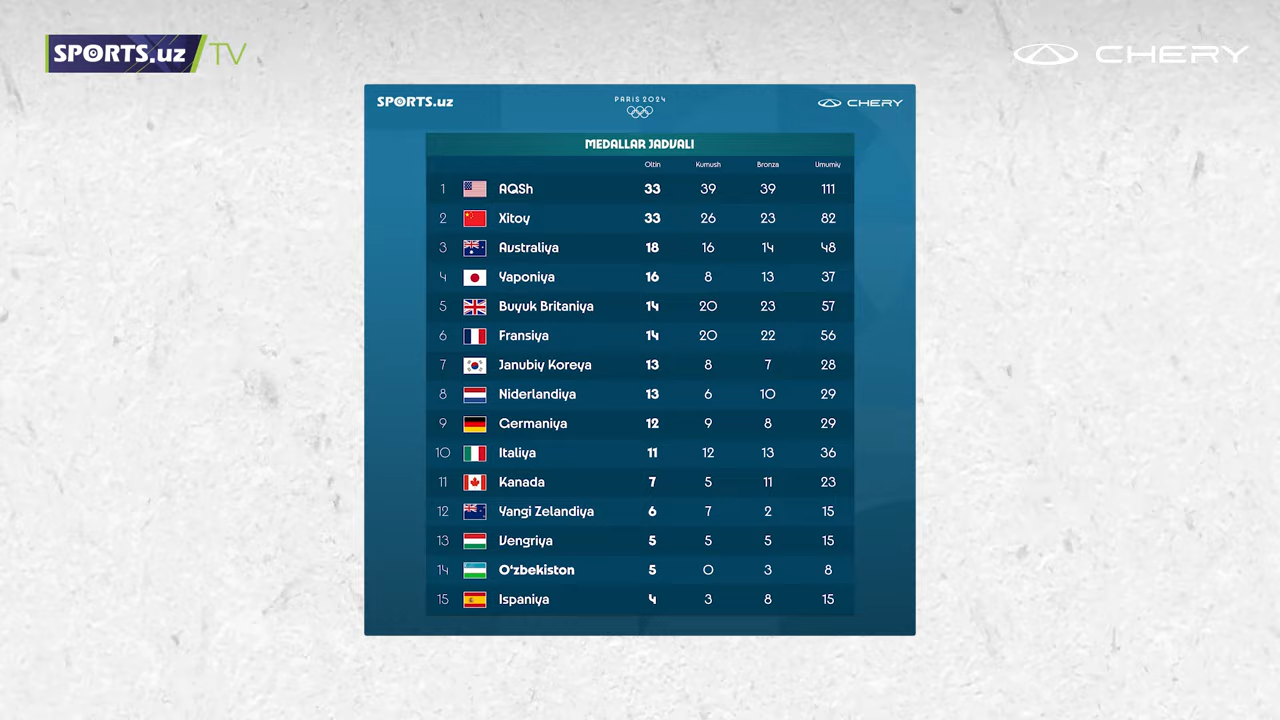 SPORTS.uz TV
CHERY
SPORTS.uz
PARIS 2024
CHERY
MEDALLAR JADVALI
Oltin Kumush Bronza Umumiy
1 AQSh 33 39 39 111
2 Xitoy 33 26 23 82
3 Avstraliya 18 16 14 48
4 Yaponiya 16 8 13 37
5 Buyuk Britaniya 14 20 23 57
6 Fransiya 14 20 22 56
7 Janubiy Koreya 13 8 7 28
8 Niderlandiya 13 6 10 29
9 Germaniya 12 9 8 29
10 Italiya 11 12 13 36
11 Kanada 7 5 11 23
12 Yangi Zelandiya 6 7 2 15
13 Vengriya 5 5 5 15
14 O‘zbekiston 5 0 3 8
15 Ispaniya 4 3 8 15